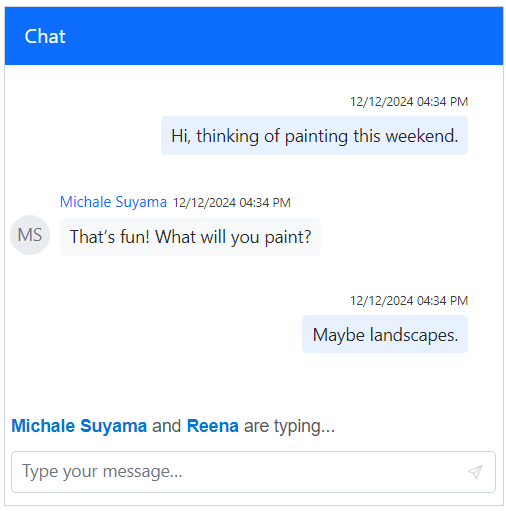 Chat
12/12/2024 04:34 PM
Hi, thinking of painting this weekend.
Michale Suyama 12/12/2024 04:34 PM
MS
That’s fun! What will you paint?
12/12/2024 04:34 PM
Maybe landscapes.
Michale Suyama and Reena are typing...
Type your message…